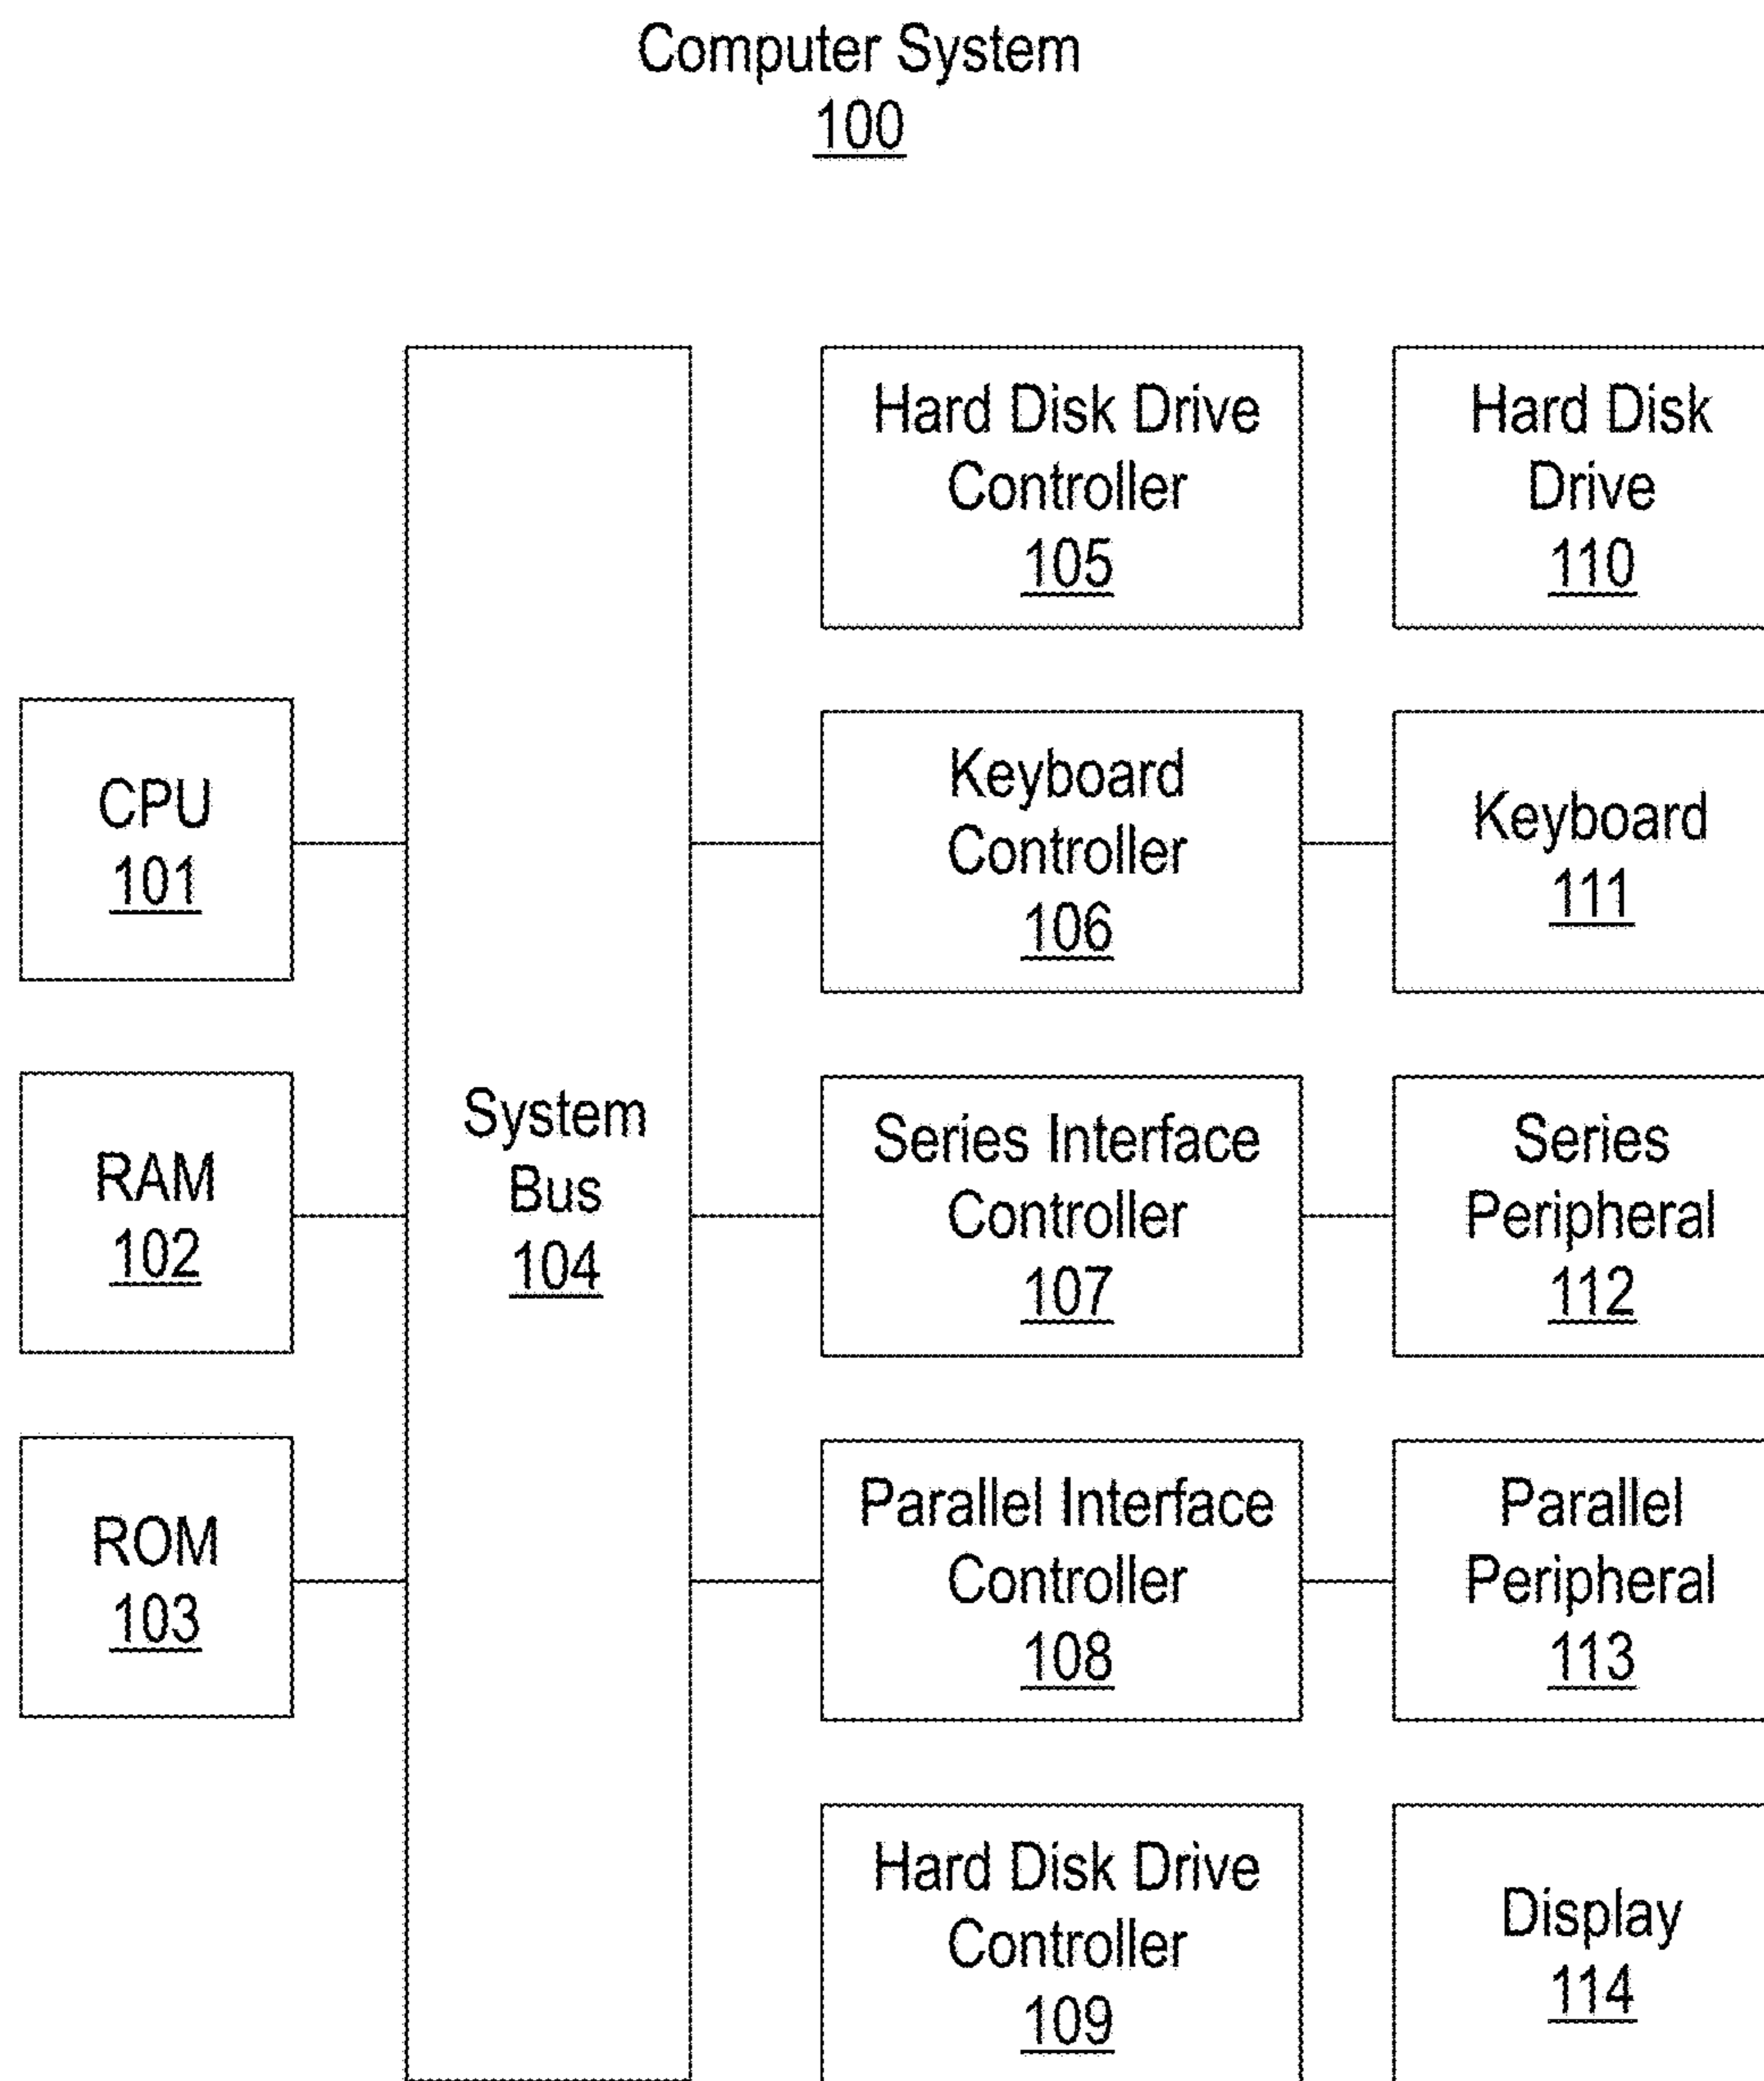 Computer System
100
Hard Disk Drive
Controller
105
Hard Disk
Drive
110
CPU
101
Keyboard
Controller
106
Keyboard
111
RAM
102
System
Bus
104
Series Interface
Controller
107
Series
Peripheral
112
ROM
103
Parallel Interface
Controller
108
Parallel
Peripheral
113
Hard Disk Drive
Controller
109
Display
114